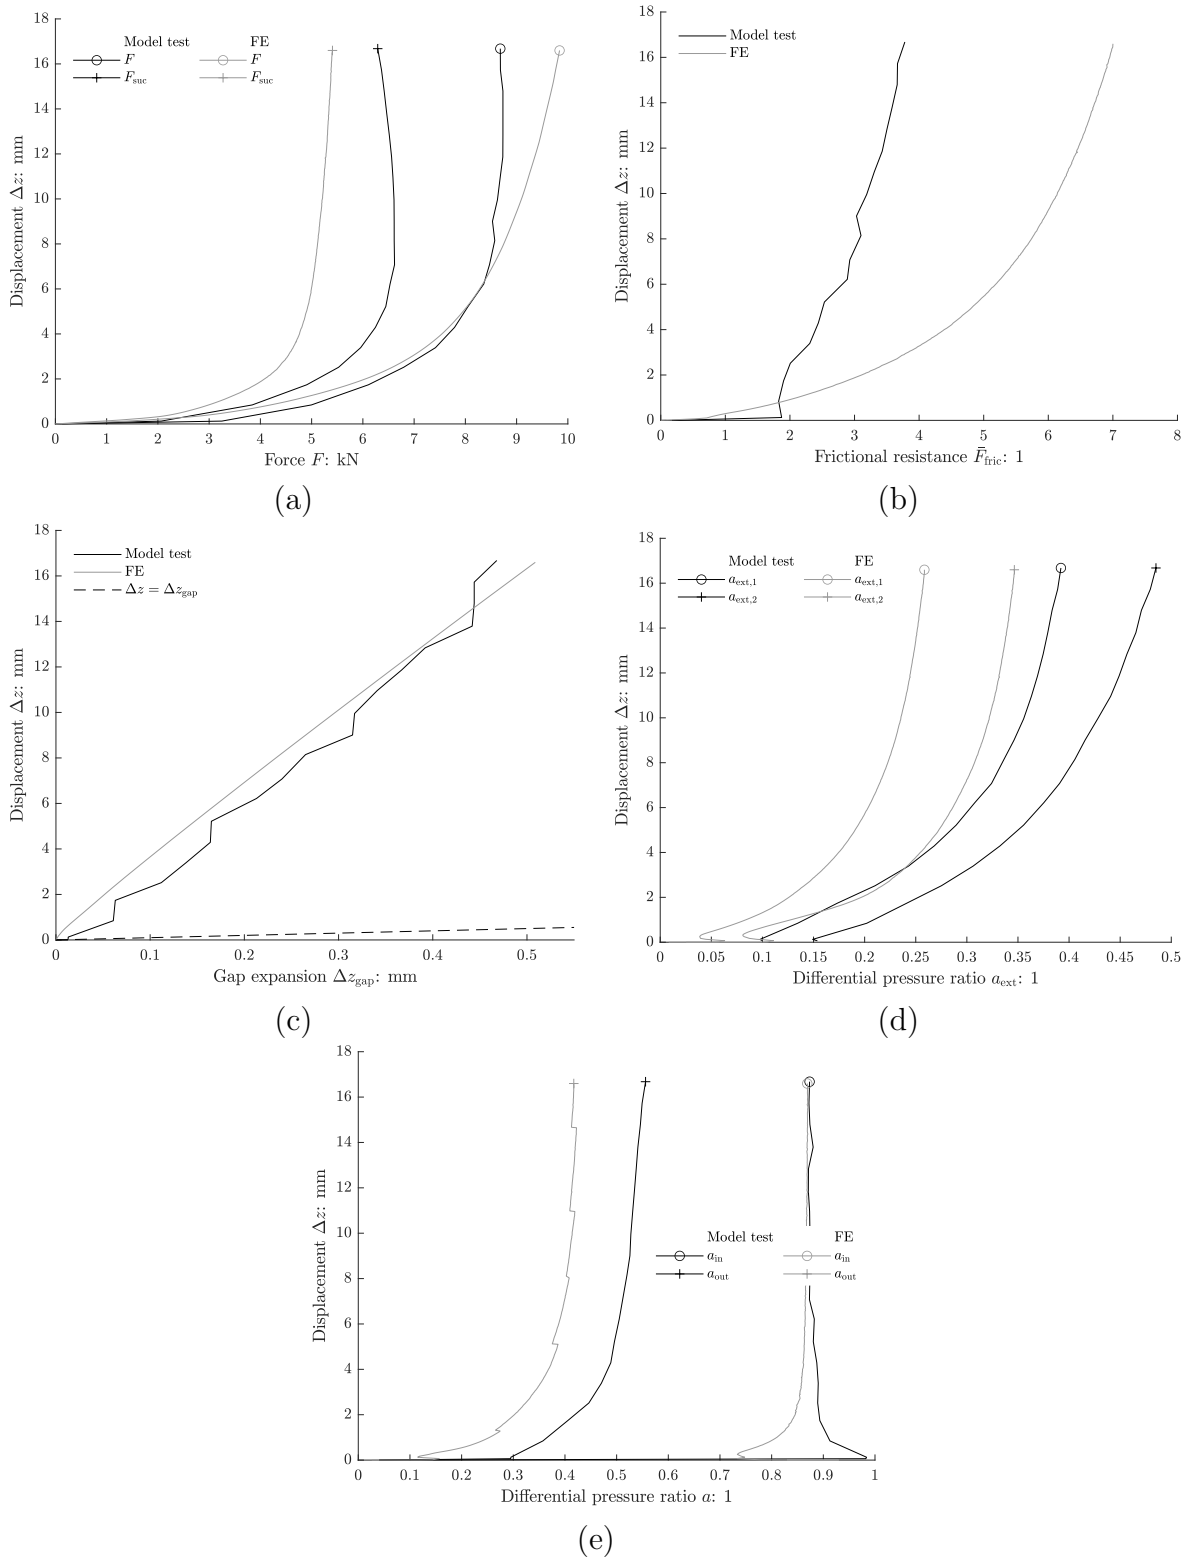 18
16
14
12
10
8
6
4
2
0
Displacement Δz: mm
Model test FE
F F
F_suc F_suc
0 1 2 3 4 5 6 7 8 9 10
Force F: kN
(a)
18
16
14
12
10
8
6
4
2
0
Displacement Δz: mm
Model test
FE
0 1 2 3 4 5 6 7 8
Frictional resistance F̄_fric: 1
(b)
18
16
14
12
10
8
6
4
2
0
Displacement Δz: mm
Model test
FE
Δz = Δz_gap
0 0.1 0.2 0.3 0.4 0.5
Gap expansion Δz_gap: mm
(c)
18
16
14
12
10
8
6
4
2
0
Displacement Δz: mm
Model test FE
a_ext,1 a_ext,1
a_ext,2 a_ext,2
0 0.05 0.1 0.15 0.2 0.25 0.3 0.35 0.4 0.45 0.5
Differential pressure ratio a_ext: 1
(d)
18
16
14
12
10
8
6
4
2
0
Displacement Δz: mm
Model test FE
a_in a_in
a_out a_out
0 0.1 0.2 0.3 0.4 0.5 0.6 0.7 0.8 0.9 1
Differential pressure ratio a: 1
(e)